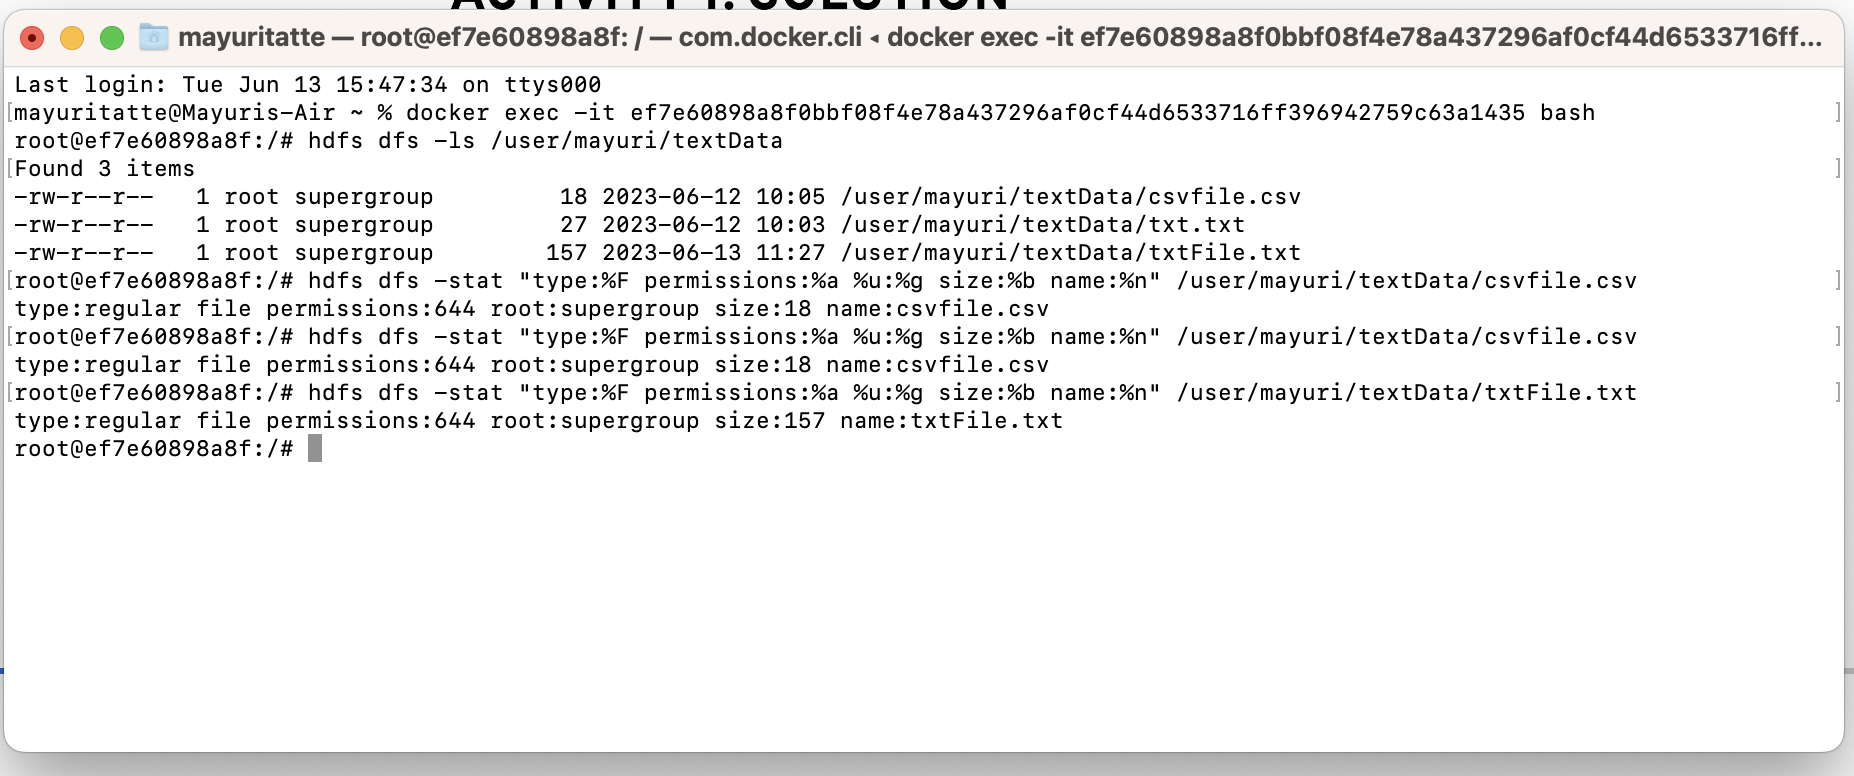 ACTIVITY 1: SOLUTION
mayuritatte — root@ef7e60898a8f: / — com.docker.cli ◂ docker exec -it ef7e60898a8f0bbf08f4e78a437296af0cf44d6533716ff...
Last login: Tue Jun 13 15:47:34 on ttys000
[mayuritatte@Mayuris-Air ~ % docker exec -it ef7e60898a8f0bbf08f4e78a437296af0cf44d6533716ff396942759c63a1435 bash ]
root@ef7e60898a8f:/# hdfs dfs -ls /user/mayuri/textData
[Found 3 items ]
-rw-r--r--   1 root supergroup         18 2023-06-12 10:05 /user/mayuri/textData/csvfile.csv
-rw-r--r--   1 root supergroup         27 2023-06-12 10:03 /user/mayuri/textData/txt.txt
-rw-r--r--   1 root supergroup        157 2023-06-13 11:27 /user/mayuri/textData/txtFile.txt
[root@ef7e60898a8f:/# hdfs dfs -stat "type:%F permissions:%a %u:%g size:%b name:%n" /user/mayuri/textData/csvfile.csv ]
type:regular file permissions:644 root:supergroup size:18 name:csvfile.csv
[root@ef7e60898a8f:/# hdfs dfs -stat "type:%F permissions:%a %u:%g size:%b name:%n" /user/mayuri/textData/csvfile.csv ]
type:regular file permissions:644 root:supergroup size:18 name:csvfile.csv
[root@ef7e60898a8f:/# hdfs dfs -stat "type:%F permissions:%a %u:%g size:%b name:%n" /user/mayuri/textData/txtFile.txt ]
type:regular file permissions:644 root:supergroup size:157 name:txtFile.txt
root@ef7e60898a8f:/#